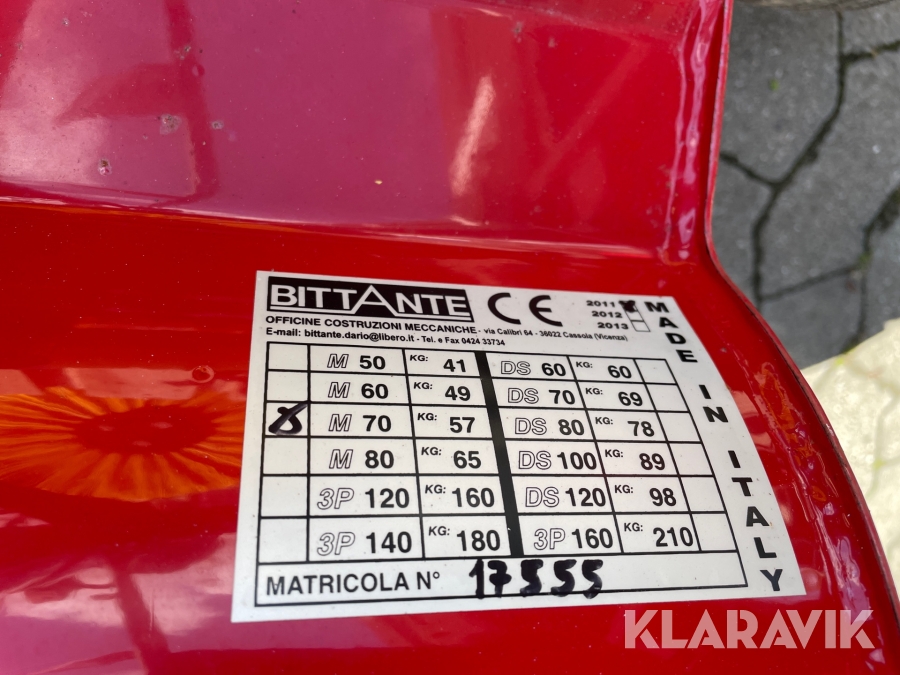 BITTANTE CE
OFFICINE COSTRUZIONI MECCANICHE - via Calibri 64 - 36022 Cassola (Vicenza)
E-mail: bittante.dario@libero.it - Tel. e Fax 0424 33734
2011
2012
2013
MADE IN ITALY
M 50 KG: 41 DS 60 KG: 60
M 60 KG: 49 DS 70 KG: 69
M 70 KG: 57 DS 80 KG: 78
M 80 KG: 65 DS 100 KG: 89
3P 120 KG: 160 DS 120 KG: 98
3P 140 KG: 180 3P 160 KG: 210
MATRICOLA N° 17555
KLARAVIK